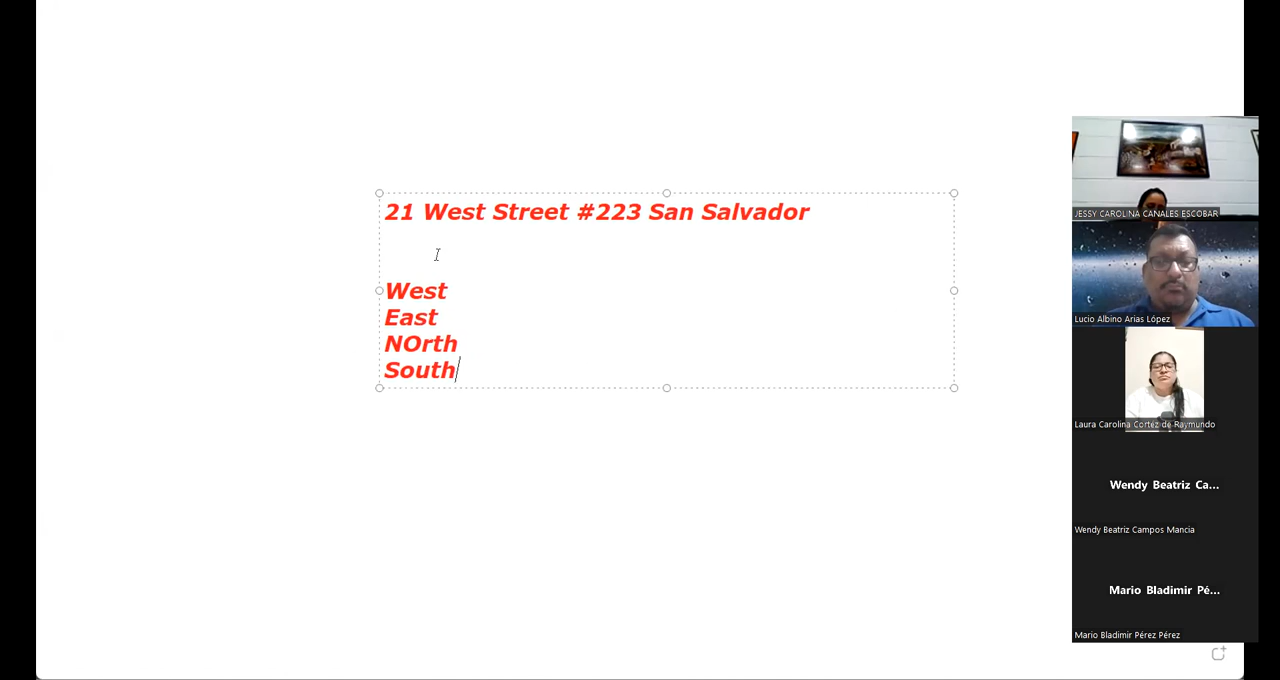 21 West Street #223 San Salvador
West
East
NOrth
South
JESSY CAROLINA CANALES ESCOBAR
Lucio Albino Arias López
Laura Carolina Cortez de Raymundo
Wendy Beatriz Ca...
Wendy Beatriz Campos Mancia
Mario Bladimir Pé...
Mario Bladimir Pérez Pérez